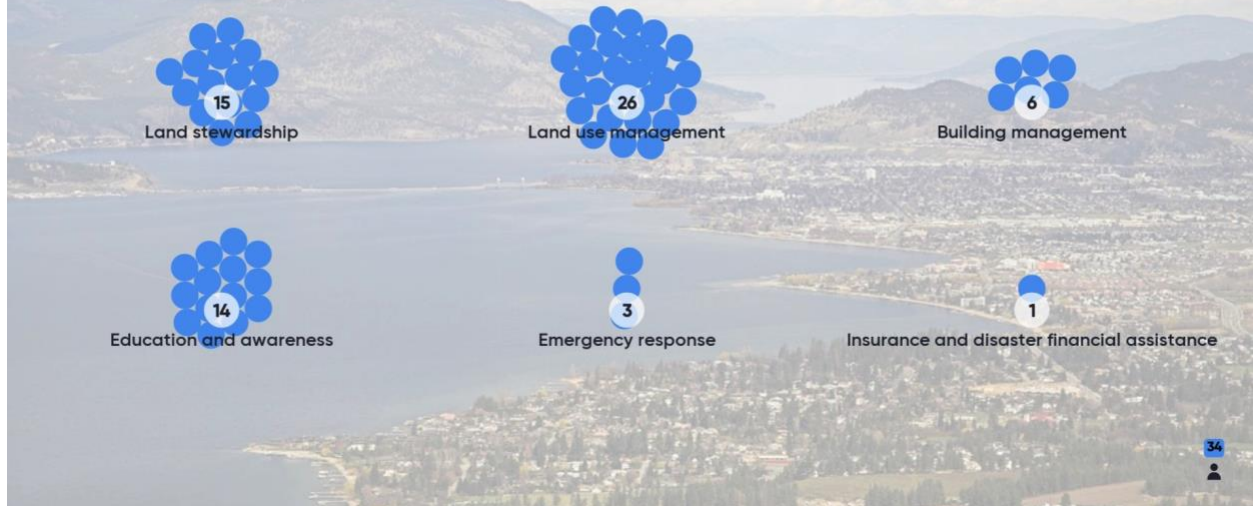 15
Land stewardship
26
Land use management
6
Building management
14
Education and awareness
3
Emergency response
1
Insurance and disaster financial assistance
34